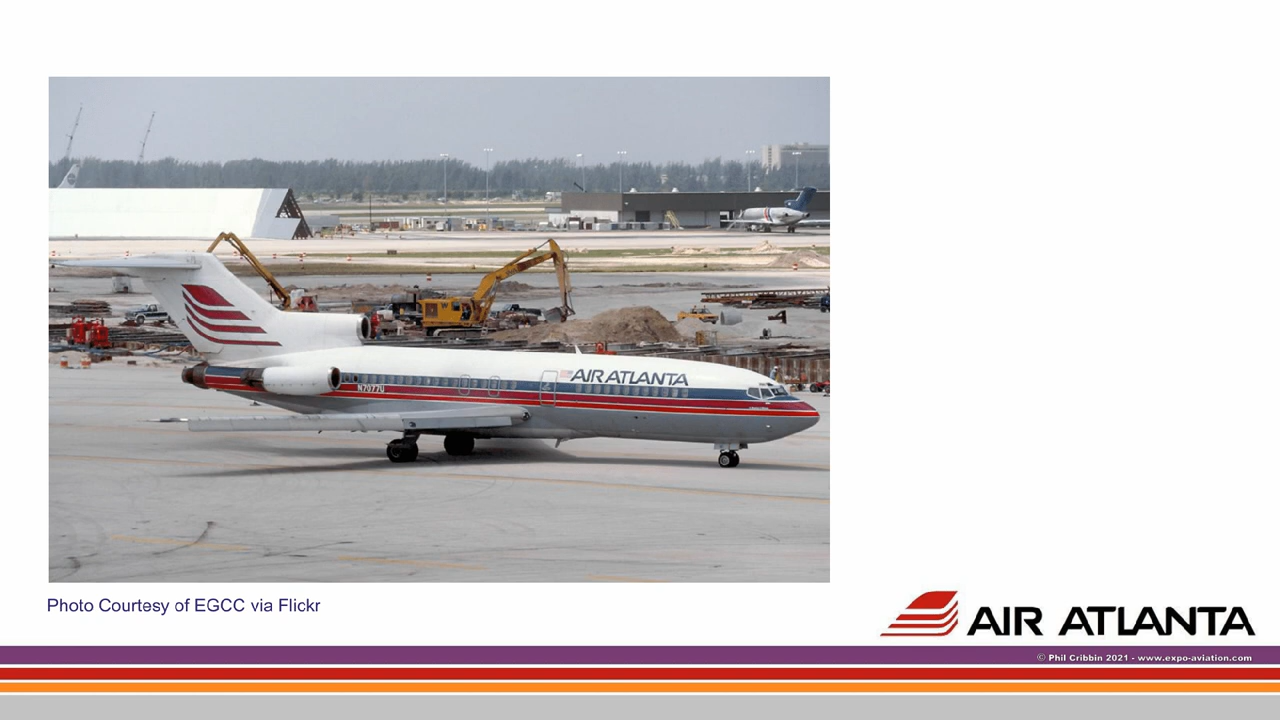 AIR ATLANTA
N7077U
Photo Courtesy of EGCC via Flickr
AIR ATLANTA
© Phil Cribbin 2021 - www.expo-aviation.com